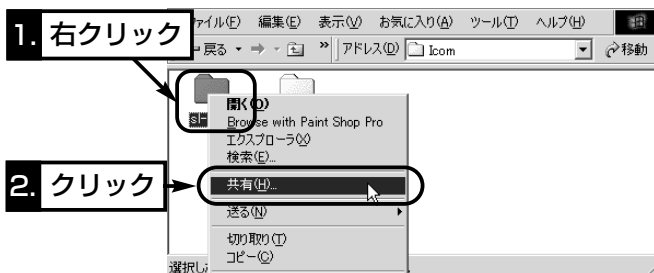 1. 右クリック
ファイル(F) 編集(E) 表示(V) お気に入り(A) ツール(T) ヘルプ(H)
戻る » アドレス(D) Icom 移動
開く(O)
Browse with Paint Shop Pro
エクスプローラ(X)
検索(E)...
2. クリック
共有(H)...
送る(N)
切り取り(T)
コピー(C)
選択し